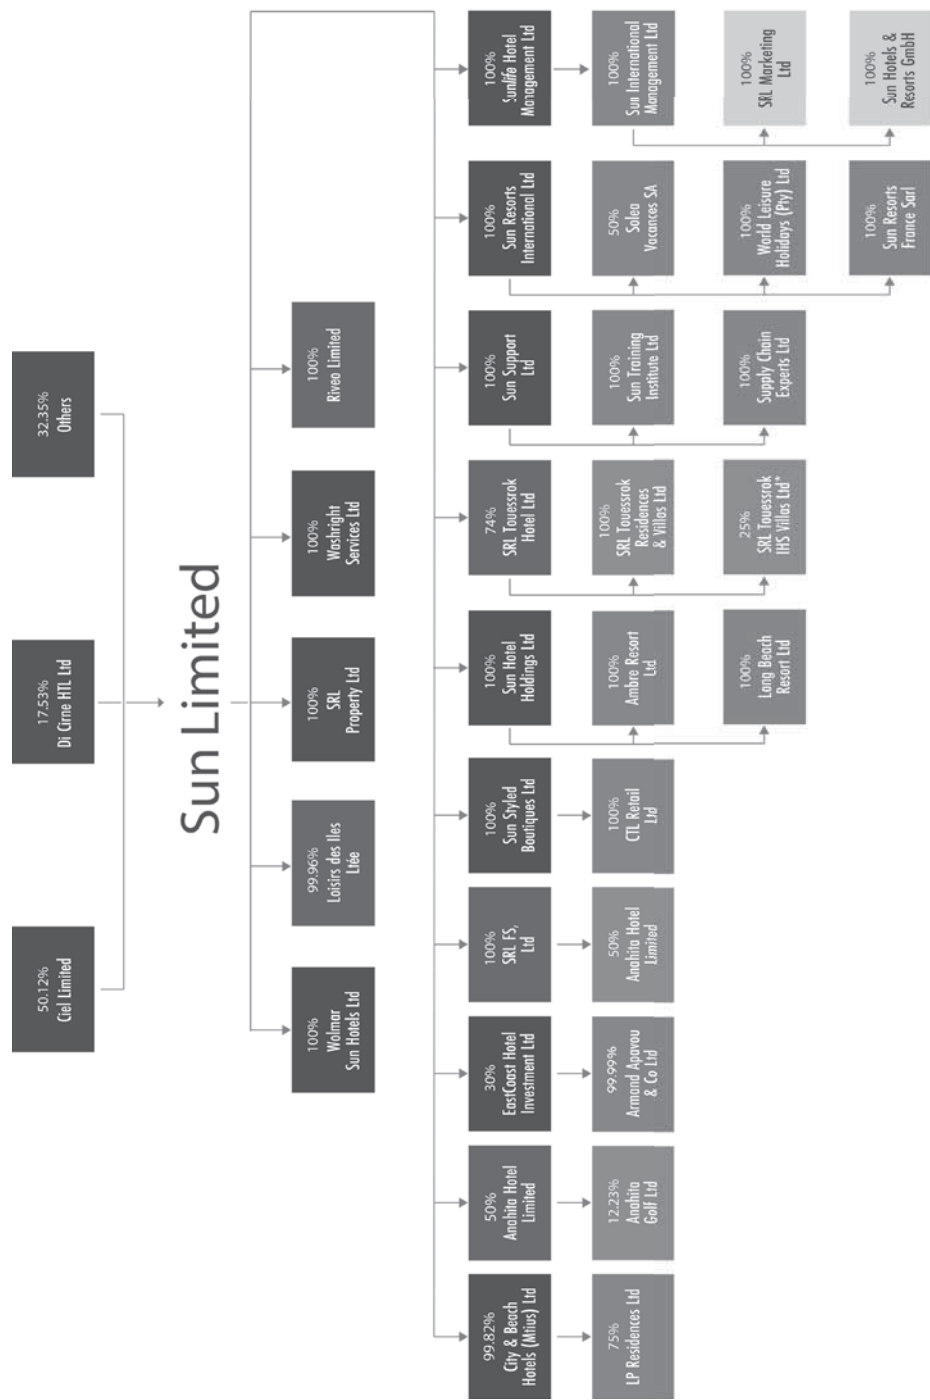 50.12%
Ciel Limited
17.53%
Di Cirne HTL Ltd
32.35%
Others
Sun Limited
100%
Wolmar
Sun Hotels Ltd
99.96%
Loisirs des Iles
Ltée
100%
SRL
Property Ltd
100%
Washright
Services Ltd
100%
Riveo Limited
99.82%
City & Beach
Hotels (Mtius) Ltd
50%
Anahita Hotel
Limited
30%
EastCoast Hotel
Investment Ltd
100%
SRL FS,
Ltd
100%
Sun Styled
Boutiques Ltd
100%
Sun Hotel
Holdings Ltd
74%
SRL Touessrok
Hotel Ltd
100%
Sun Support
Ltd
100%
Sun Resorts
International Ltd
100%
Sunlife Hotel
Management Ltd
75%
LP Residences Ltd
12.23%
Anahita
Golf Ltd
99.99%
Armand Apavou
& Co Ltd
50%
Anahita Hotel
Limited
100%
CTL Retail
Ltd
100%
Ambre Resort
Ltd
100%
SRL Touessrok
Residences
& Villas Ltd
100%
Sun Training
Institute Ltd
50%
Solea
Vacances SA
100%
Sun International
Management Ltd
100%
Long Beach
Resort Ltd
25%
SRL Touessrok
IHS Villas Ltd*
100%
Supply Chain
Experts Ltd
100%
World Leisure
Holidays (Pty) Ltd
100%
SRL Marketing
Ltd
100%
Sun Resorts
France Sarl
100%
Sun Hotels &
Resorts GmbH